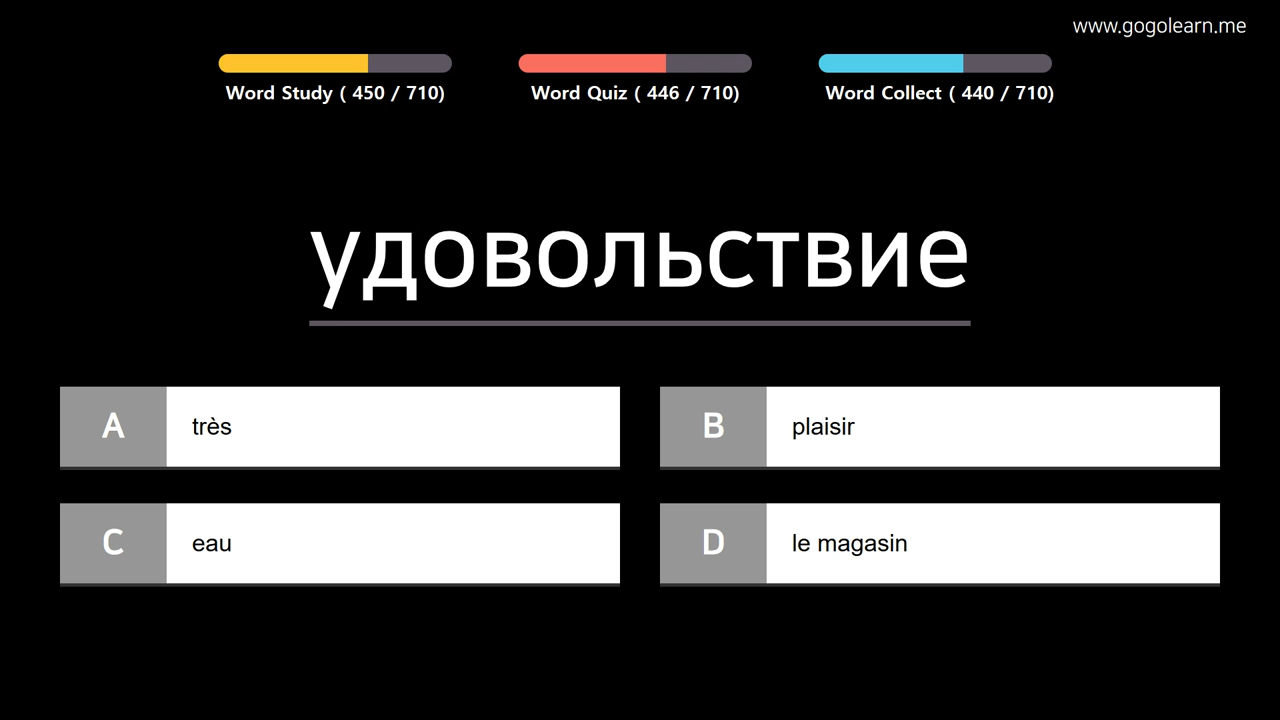 www.gogolearn.me
Word Study ( 450 / 710)
Word Quiz ( 446 / 710)
Word Collect ( 440 / 710)
удовольствие
A très
B plaisir
C eau
D le magasin